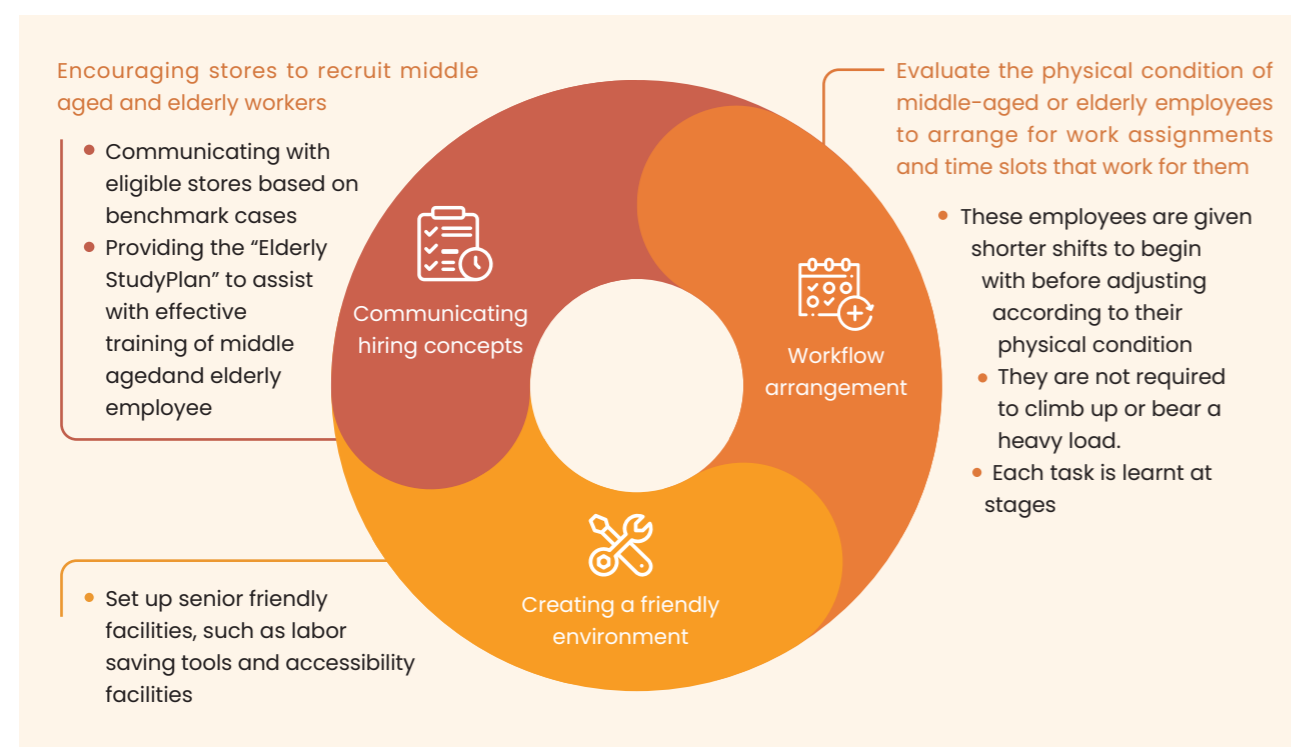 Encouraging stores to recruit middle
aged and elderly workers
Communicating with
eligible stores based on
benchmark cases
Providing the “Elderly
StudyPlan” to assist
with effective
training of middle
agedand elderly
employee
Communicating
hiring concepts
Evaluate the physical condition of
middle-aged or elderly employees
to arrange for work assignments
and time slots that work for them
These employees are given
shorter shifts to begin
with before adjusting
according to their
physical condition
They are not required
to climb up or bear a
heavy load.
Each task is learnt at
stages
Workflow
arrangement
Creating a friendly
environment
Set up senior friendly
facilities, such as labor
saving tools and accessibility
facilities